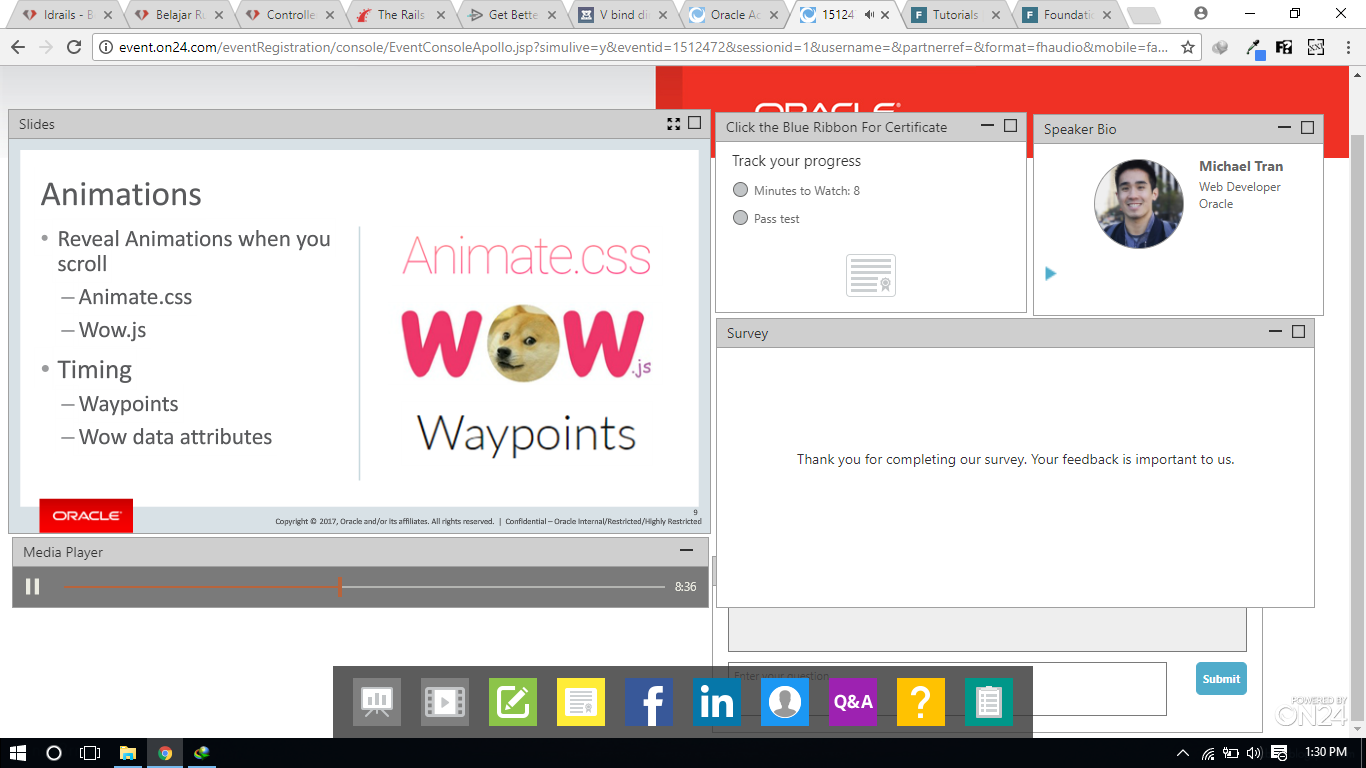 Idrails - B
Belajar Ru
Controlle
The Rails
Get Bette
V bind di
Oracle Ac
15124
Tutorials
Foundatio
event.on24.com/eventRegistration/console/EventConsoleApollo.jsp?simulive=y&eventid=1512472&sessionid=1&username=&partnerref=&format=fhaudio&mobile=fa...
ORACLE
Slides
Animations
• Reveal Animations when you
scroll
– Animate.css
– Wow.js
• Timing
– Waypoints
– Wow data attributes
Animate.css
WOW.js
Waypoints
ORACLE
9
Copyright © 2017, Oracle and/or its affiliates. All rights reserved. | Confidential – Oracle Internal/Restricted/Highly Restricted
Click the Blue Ribbon For Certificate
Track your progress
Minutes to Watch: 8
Pass test
Speaker Bio
Michael Tran
Web Developer
Oracle
Survey
Thank you for completing our survey. Your feedback is important to us.
Media Player
8:36
Enter your question
Submit
in
Q&A
?
POWERED BY
ON24
1:30 PM